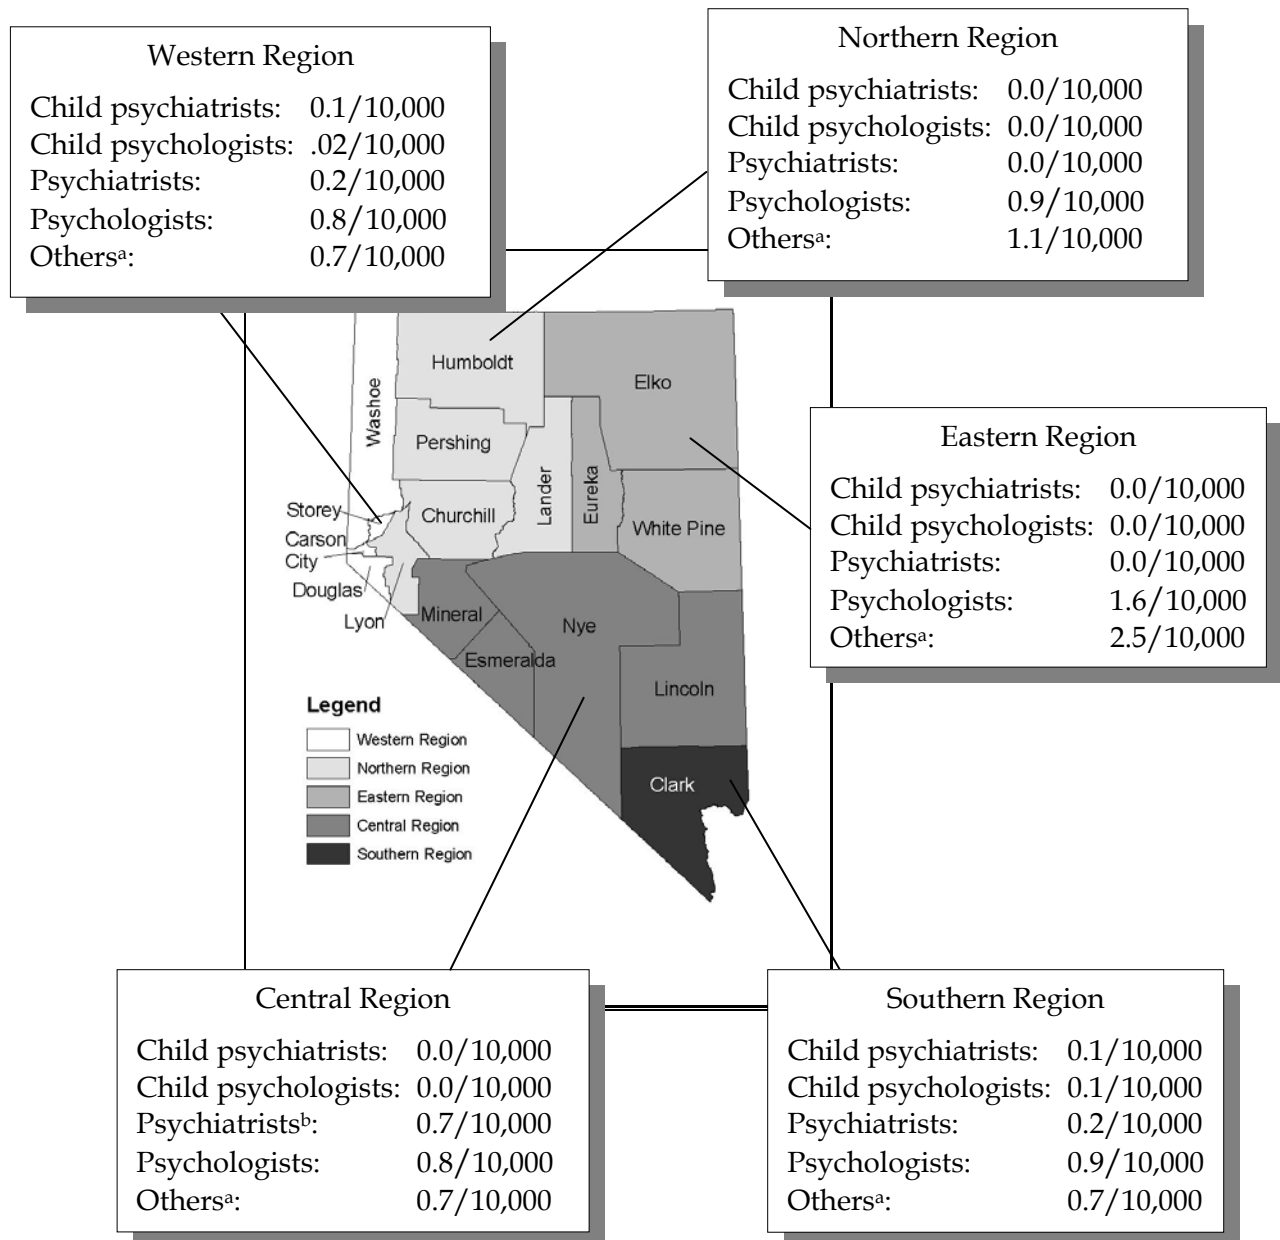 Western Region
Child psychiatrists: 0.1/10,000
Child psychologists: .02/10,000
Psychiatrists: 0.2/10,000
Psychologists: 0.8/10,000
Othersᵃ: 0.7/10,000
Northern Region
Child psychiatrists: 0.0/10,000
Child psychologists: 0.0/10,000
Psychiatrists: 0.0/10,000
Psychologists: 0.9/10,000
Othersᵃ: 1.1/10,000
Humboldt
Elko
Washoe
Pershing
Lander
Eureka
Storey
Churchill
White Pine
Carson
City
Douglas
Lyon
Mineral
Nye
Esmeralda
Lincoln
Clark
Eastern Region
Child psychiatrists: 0.0/10,000
Child psychologists: 0.0/10,000
Psychiatrists: 0.0/10,000
Psychologists: 1.6/10,000
Othersᵃ: 2.5/10,000
Legend
Western Region
Northern Region
Eastern Region
Central Region
Southern Region
Central Region
Child psychiatrists: 0.0/10,000
Child psychologists: 0.0/10,000
Psychiatristsᵇ: 0.7/10,000
Psychologists: 0.8/10,000
Othersᵃ: 0.7/10,000
Southern Region
Child psychiatrists: 0.1/10,000
Child psychologists: 0.1/10,000
Psychiatrists: 0.2/10,000
Psychologists: 0.9/10,000
Othersᵃ: 0.7/10,000